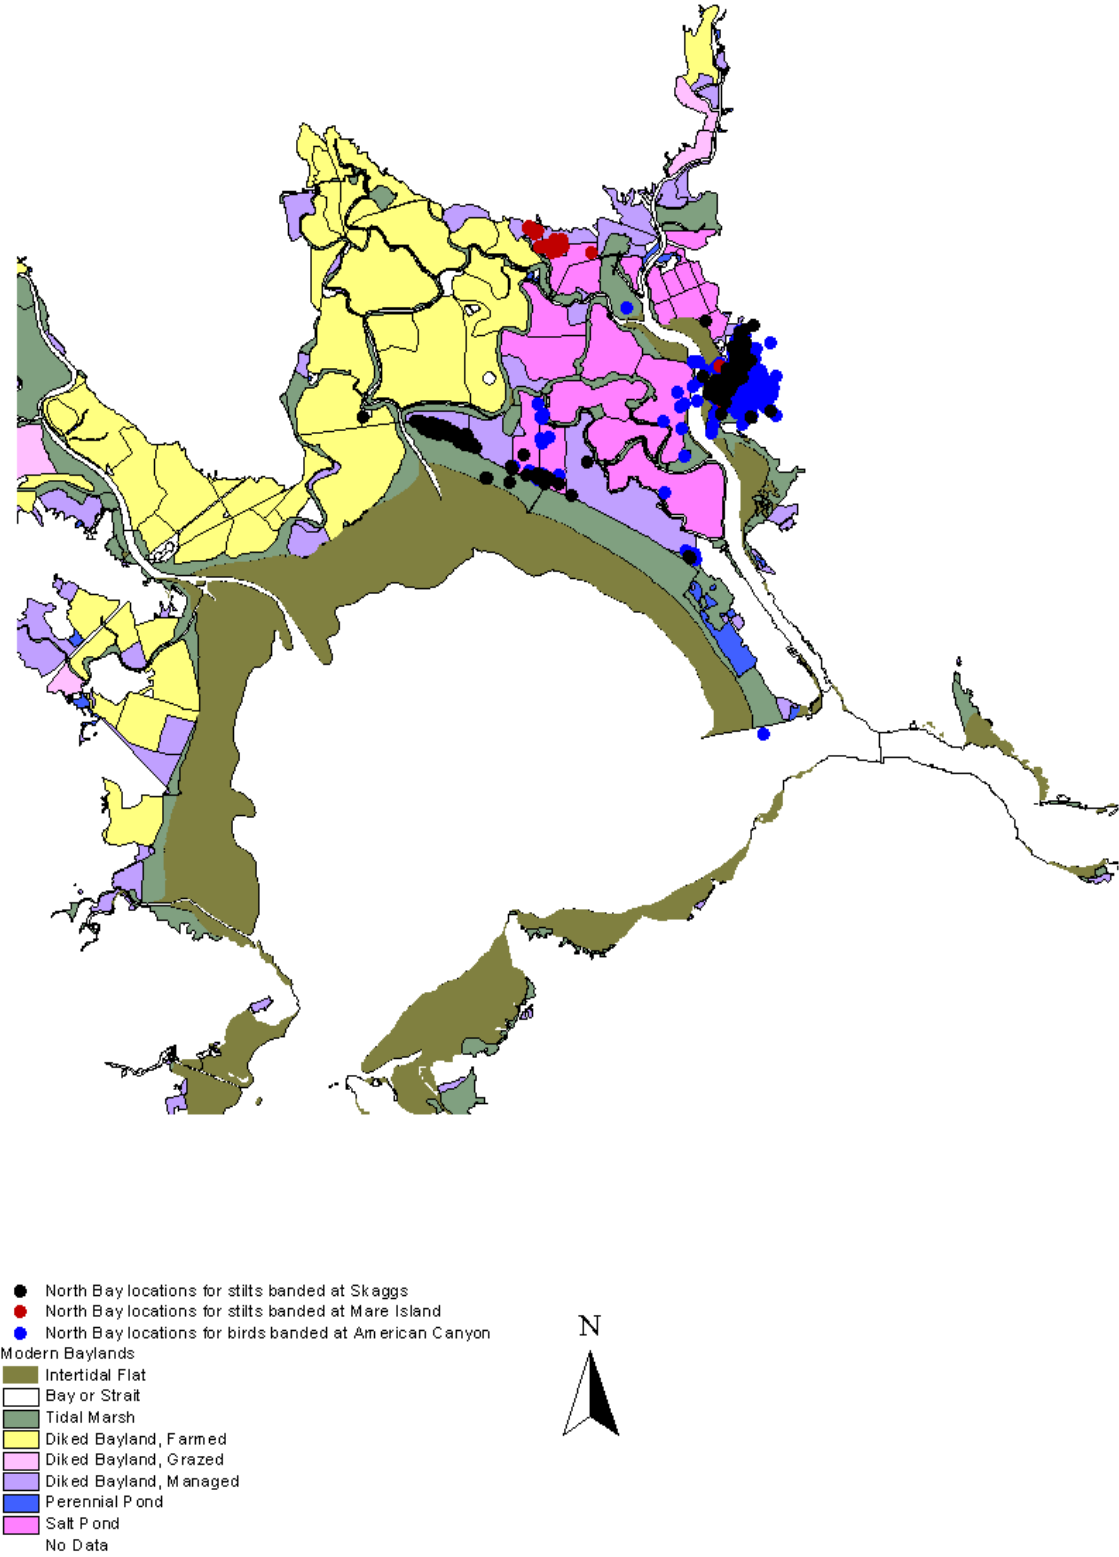 North Bay locations for stilts banded at Skaggs
North Bay locations for stilts banded at Mare Island
North Bay locations for birds banded at American Canyon
Modern Baylands
Intertidal Flat
Bay or Strait
Tidal Marsh
Diked Bayland, Farmed
Diked Bayland, Grazed
Diked Bayland, Managed
Perennial Pond
Salt Pond
No Data
N